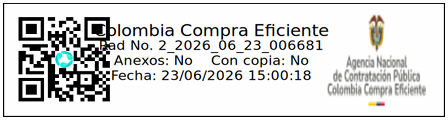 Colombia Compra Eficiente
Rad No. 2_2026_06_23_006681
Anexos: No Con copia: No
Fecha: 23/06/2026 15:00:18
Agencia Nacional
de Contratación Pública
Colombia Compra Eficiente